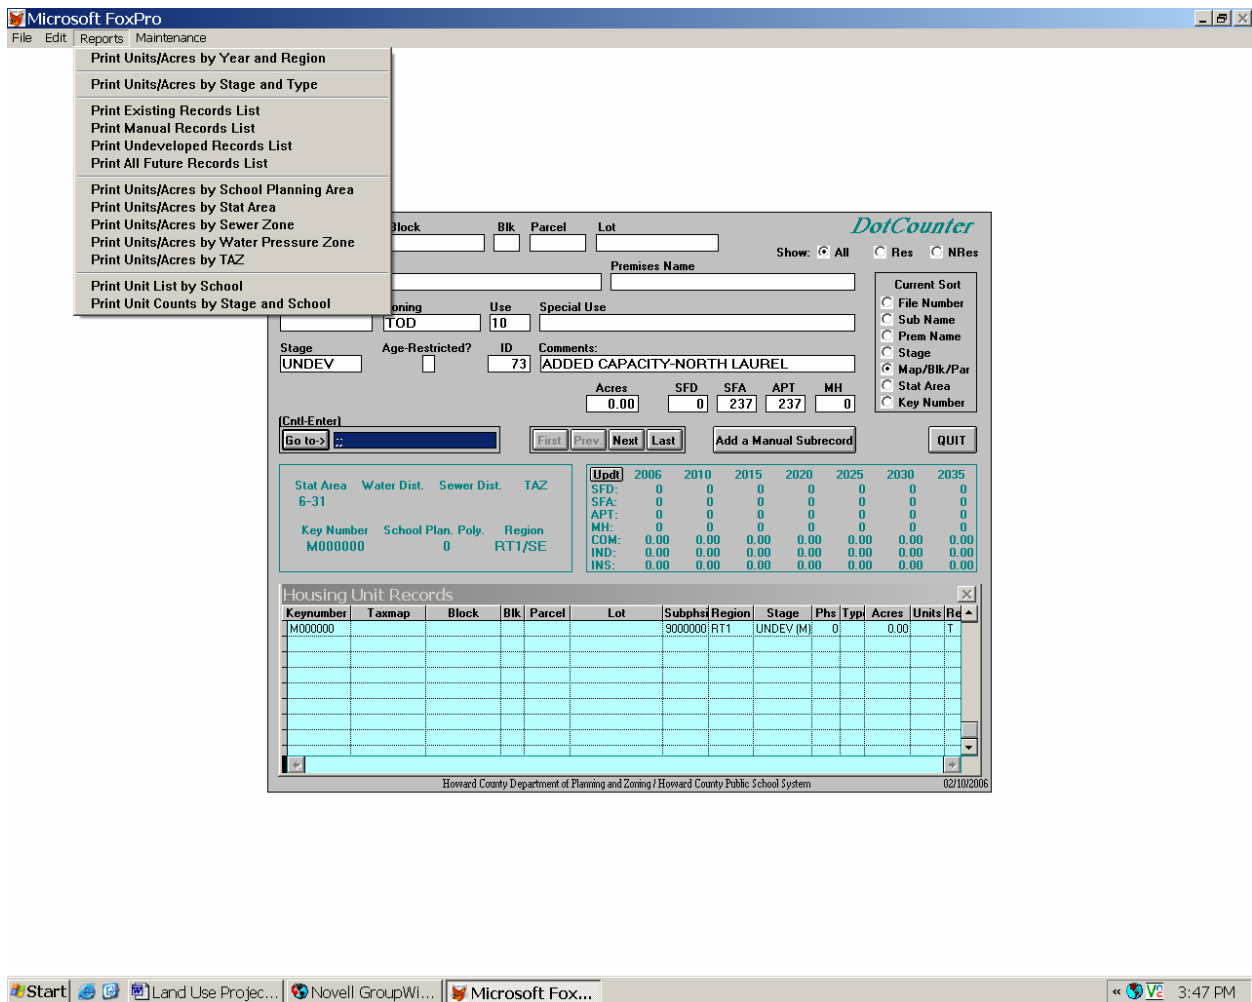 Microsoft FoxPro
File Edit Reports Maintenance
Print Units/Acres by Year and Region
Print Units/Acres by Stage and Type
Print Existing Records List
Print Manual Records List
Print Undeveloped Records List
Print All Future Records List
Print Units/Acres by School Planning Area
Print Units/Acres by Stat Area
Print Units/Acres by Sewer Zone
Print Units/Acres by Water Pressure Zone
Print Units/Acres by TAZ
Print Unit List by School
Print Unit Counts by Stage and School
Block Blk Parcel Lot DotCounter
Show: All Res NRes
Premises Name
Current Sort
File Number
Sub Name
Prem Name
Stage
Map/Blk/Par
Stat Area
Key Number
Zoning Use Special Use
TOD 10
Stage Age-Restricted? ID Comments:
UNDEV 73 ADDED CAPACITY-NORTH LAUREL
Acres SFD SFA APT MH
0.00 0 237 237 0
(Cntl-Enter)
Go to-> ;; First Prev. Next Last Add a Manual Subrecord QUIT
Stat Area Water Dist. Sewer Dist. TAZ
6-31
Key Number School Plan. Poly. Region
M000000 0 RT1/SE
Updt 2006 2010 2015 2020 2025 2030 2035
SFD: 0 0 0 0 0 0 0
SFA: 0 0 0 0 0 0 0
APT: 0 0 0 0 0 0 0
MH: 0 0 0 0 0 0 0
COM: 0.00 0.00 0.00 0.00 0.00 0.00 0.00
IND: 0.00 0.00 0.00 0.00 0.00 0.00 0.00
INS: 0.00 0.00 0.00 0.00 0.00 0.00 0.00
Housing Unit Records
Keynumber Taxmap Block Blk Parcel Lot Subphsi Region Stage Phs Typ Acres Units Re
M000000 9000000 RT1 UNDEV (M) 0 0.00 T
Howard County Department of Planning and Zoning / Howard County Public School System 02/10/2006
Start Land Use Projec... Novell GroupWi... Microsoft Fox... « 3:47 PM